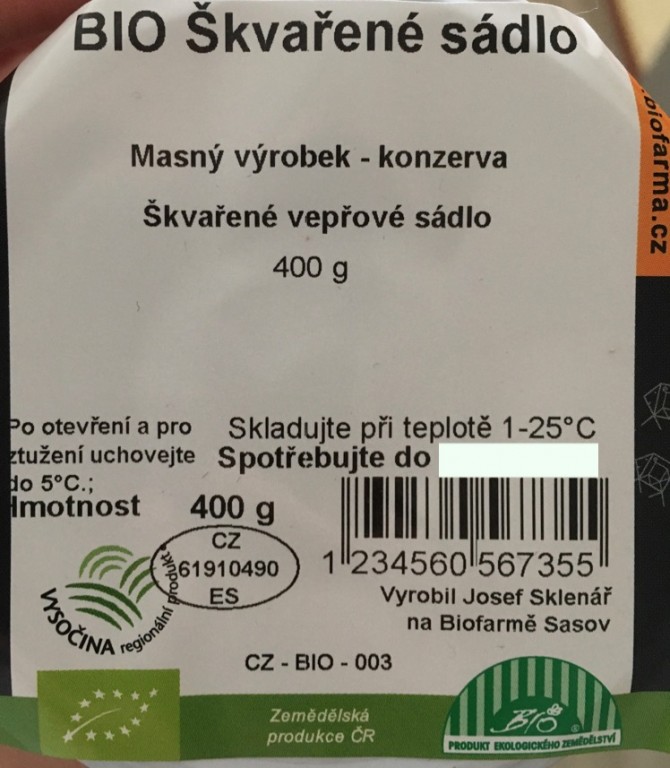 BIO Škvařené sádlo
.biofarma.cz
Masný výrobek - konzerva
Škvařené vepřové sádlo
400 g
Po otevření a pro
ztužení uchovejte
do 5°C.;
Skladujte při teplotě 1-25°C
Spotřebujte do
Hmotnost 400 g
CZ
61910490
ES
1 234560 567355
VYSOČINA regionální produkt
Vyrobil Josef Sklenář
na Biofarmě Sasov
CZ - BIO - 003
Zemědělská
produkce ČR
BIO
PRODUKT EKOLOGICKÉHO ZEMĚDĚLSTVÍ